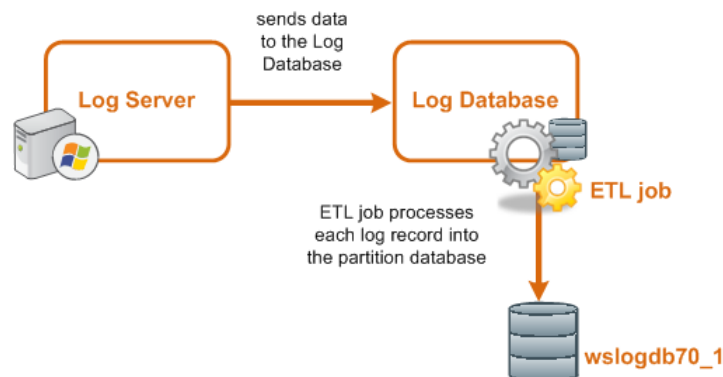 sends data
to the Log
Database
Log Server
Log Database
ETL job
ETL job processes
each log record into
the partition database
wslogdb70_1